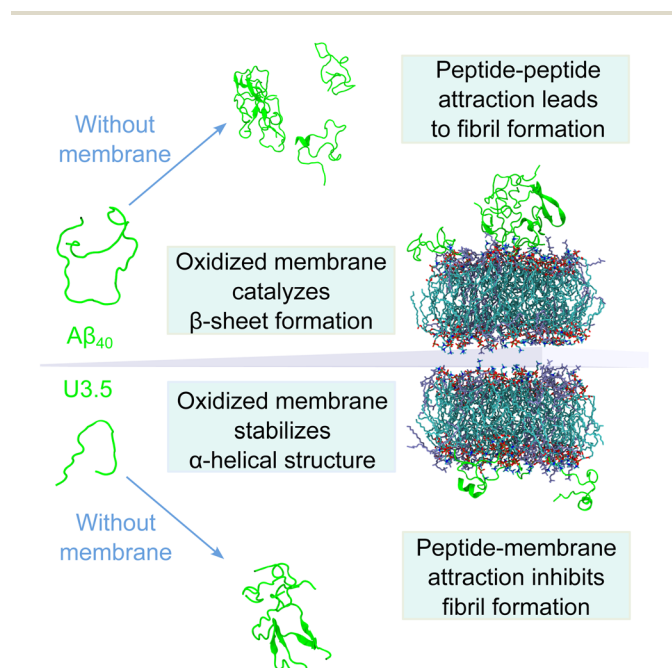 Peptide-peptide
attraction leads
to fibril formation
Without
membrane
Oxidized membrane
catalyzes
β-sheet formation
Aβ₄₀
U3.5
Oxidized membrane
stabilizes
α-helical structure
Without
membrane
Peptide-membrane
attraction inhibits
fibril formation